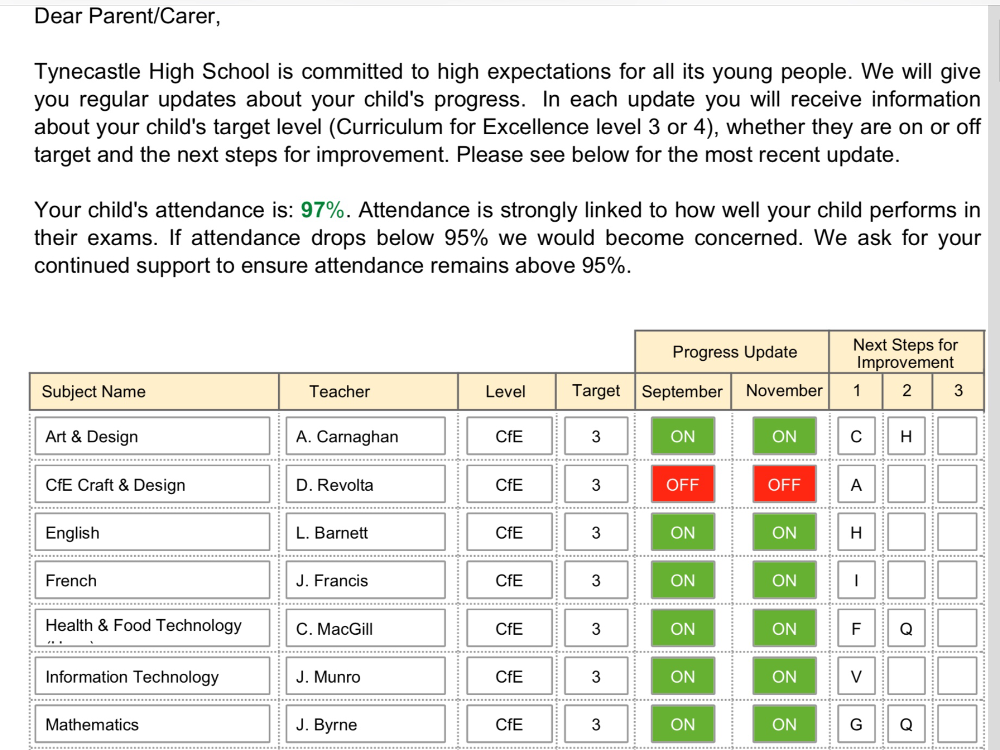 Dear Parent/Carer,
Tynecastle High School is committed to high expectations for all its young people. We will give
you regular updates about your child's progress.  In each update you will receive information
about your child's target level (Curriculum for Excellence level 3 or 4), whether they are on or off
target and the next steps for improvement. Please see below for the most recent update.
Your child's attendance is: 97%. Attendance is strongly linked to how well your child performs in
their exams. If attendance drops below 95% we would become concerned. We ask for your
continued support to ensure attendance remains above 95%.
Progress Update Next Steps for
Improvement
Subject Name Teacher Level Target September November 1 2 3
Art & Design A. Carnaghan CfE 3 ON ON C H
CfE Craft & Design D. Revolta CfE 3 OFF OFF A
English L. Barnett CfE 3 ON ON H
French J. Francis CfE 3 ON ON I
Health & Food Technology C. MacGill CfE 3 ON ON F Q
Information Technology J. Munro CfE 3 ON ON V
Mathematics J. Byrne CfE 3 ON ON G Q